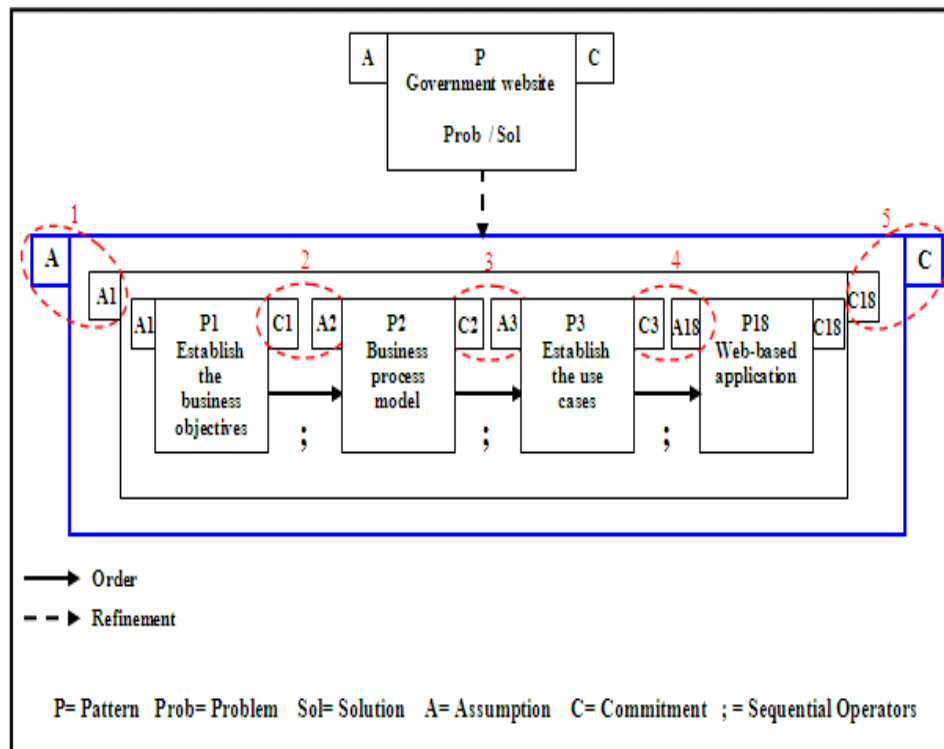 A P C
Government website
Prob / Sol
1 5
A C
2 3 4
A1 C18
A1 P1 C1 A2 P2 C2 A3 P3 C3 A18 P18 C18
Establish Business Establish Web-based
the process the use application
business model cases
objectives
; ; ;
Order
Refinement
P= Pattern Prob= Problem Sol= Solution A= Assumption C= Commitment ; = Sequential Operators